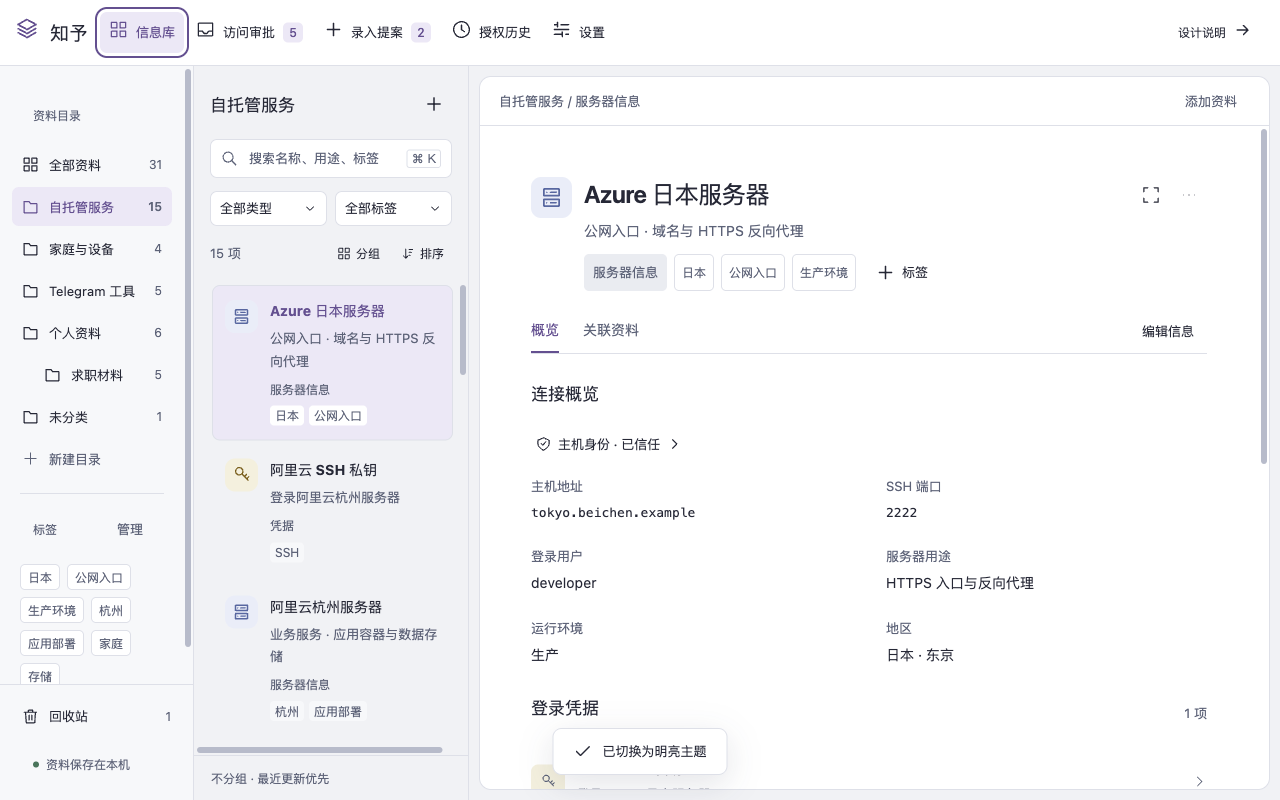 知予
信息库
访问审批 5
录入提案 2
授权历史
设置
设计说明
资料目录
全部资料 31
自托管服务 15
家庭与设备 4
Telegram 工具 5
个人资料 6
求职材料 5
未分类 1
新建目录
标签 管理
日本 公网入口
生产环境 杭州
应用部署 家庭
存储
回收站 1
资料保存在本机
自托管服务
搜索名称、用途、标签 ⌘ K
全部类型 全部标签
15 项 分组 排序
Azure 日本服务器
公网入口 · 域名与 HTTPS 反
向代理
服务器信息
日本 公网入口
阿里云 SSH 私钥
登录阿里云杭州服务器
凭据
SSH
阿里云杭州服务器
业务服务 · 应用容器与数据存
储
服务器信息
杭州 应用部署
不分组 · 最近更新优先
自托管服务 / 服务器信息 添加资料
Azure 日本服务器
公网入口 · 域名与 HTTPS 反向代理
服务器信息 日本 公网入口 生产环境 标签
概览 关联资料 编辑信息
连接概览
主机身份 · 已信任
主机地址 SSH 端口
tokyo.beichen.example 2222
登录用户 服务器用途
developer HTTPS 入口与反向代理
运行环境 地区
生产 日本 · 东京
登录凭据 1 项
已切换为明亮主题